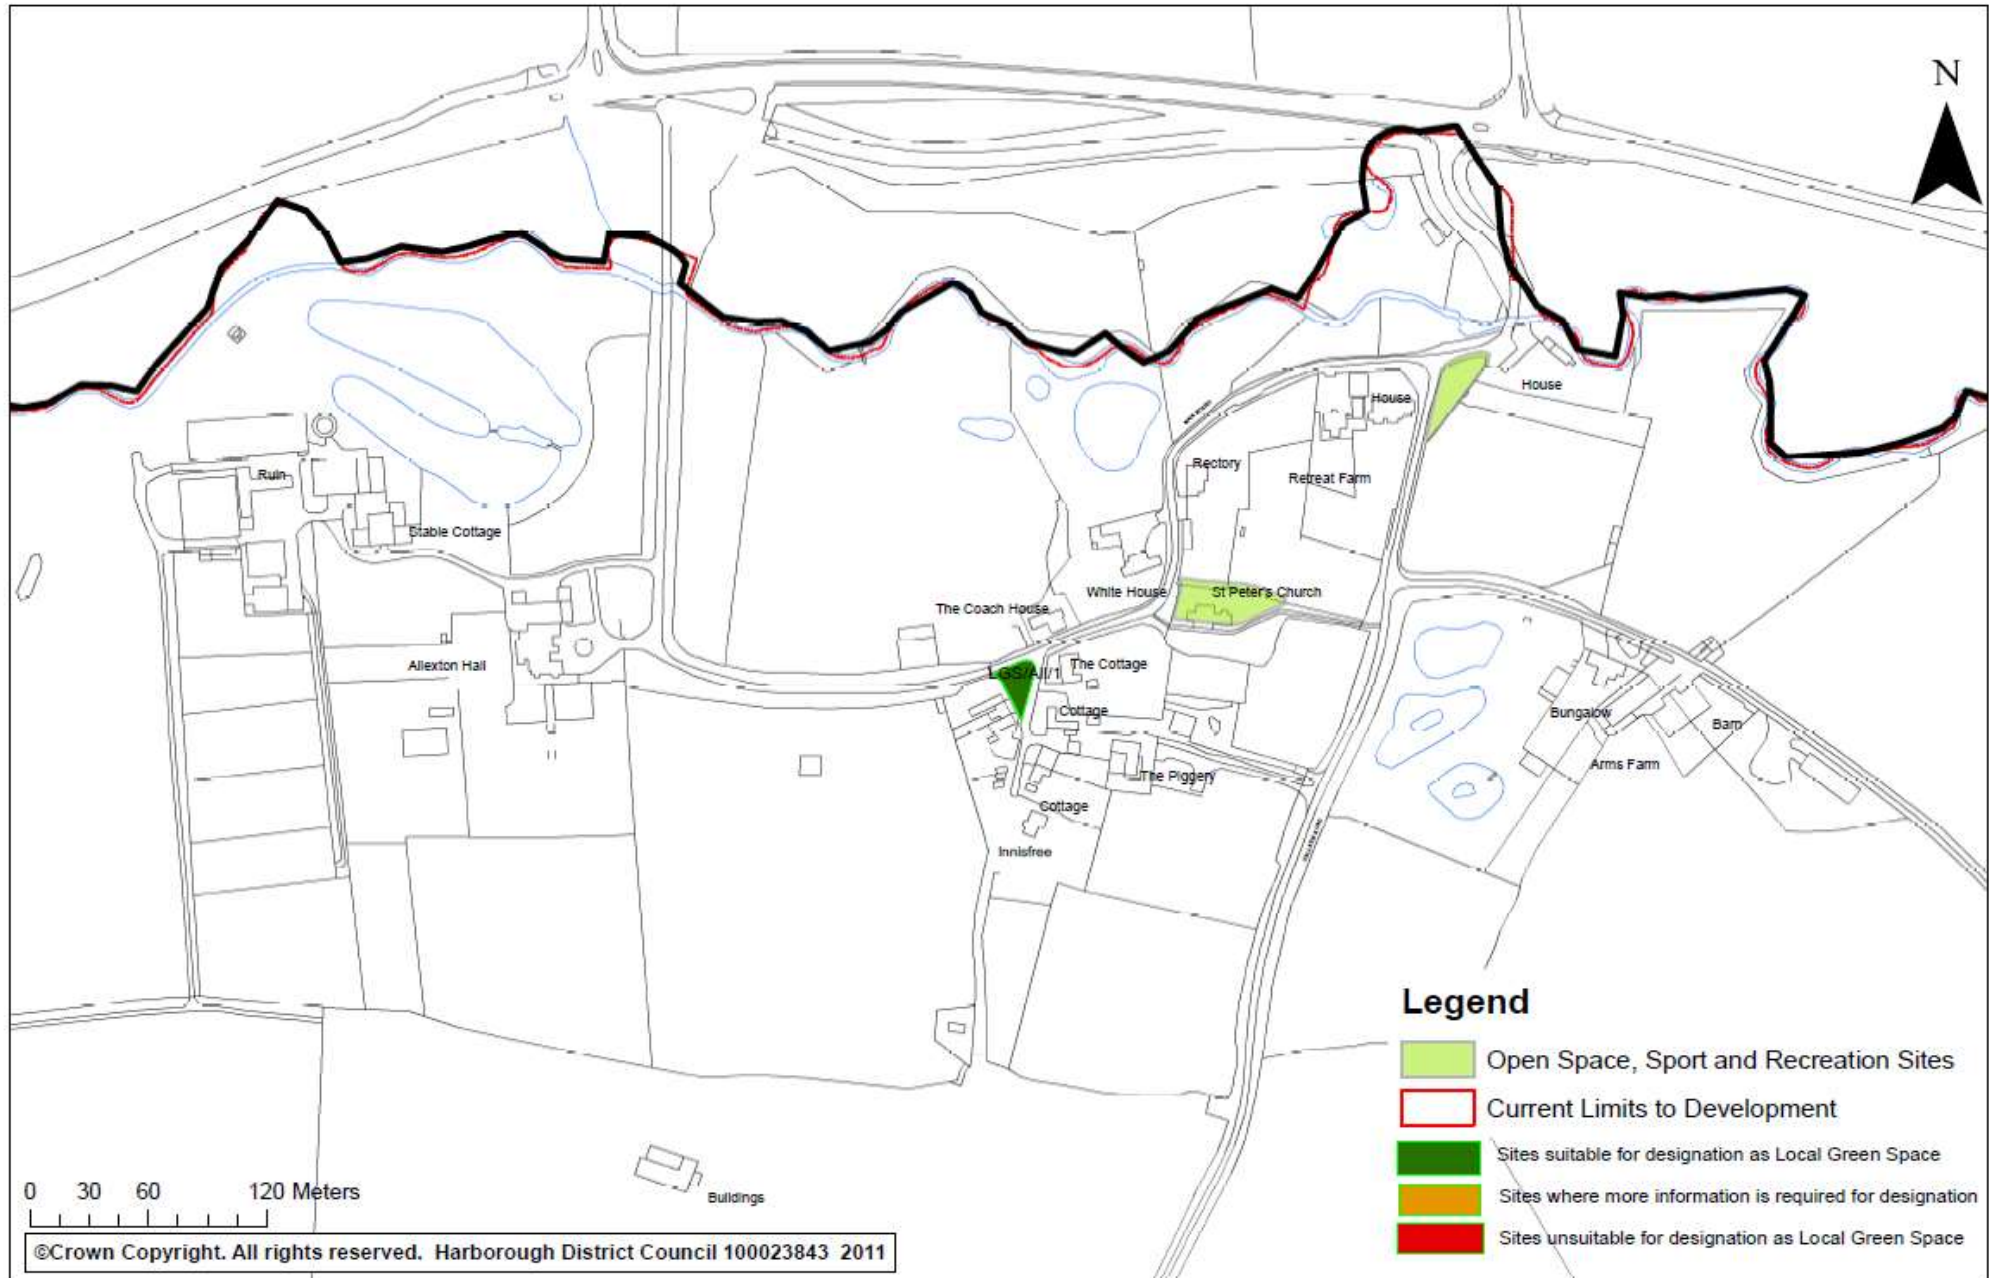 N
House
House
Rectory
Retreat Farm
Ruin
Stable Cottage
White House
St Peter's Church
The Coach House
Allexton Hall
LGS/All/1
The Cottage
Cottage
Bungalow
Barn
Arms Farm
The Piggery
Cottage
Innisfree
Buildings
Legend
Open Space, Sport and Recreation Sites
Current Limits to Development
Sites suitable for designation as Local Green Space
Sites where more information is required for designation
Sites unsuitable for designation as Local Green Space
0 30 60 120 Meters
©Crown Copyright. All rights reserved. Harborough District Council 100023843 2011